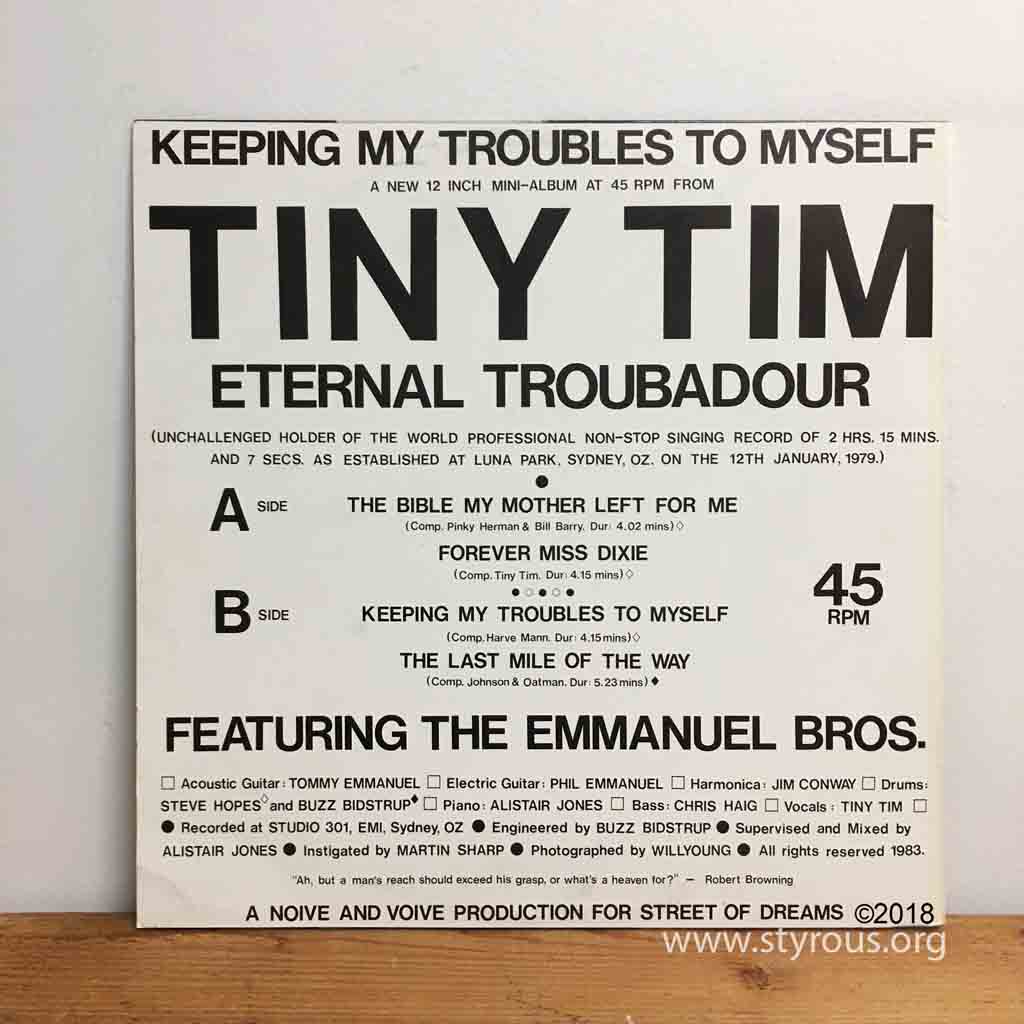 KEEPING MY TROUBLES TO MYSELF
A NEW 12 INCH MINI-ALBUM AT 45 RPM FROM
TINY TIM
ETERNAL TROUBADOUR
(UNCHALLENGED HOLDER OF THE WORLD PROFESSIONAL NON-STOP SINGING RECORD OF 2 HRS. 15 MINS.
AND 7 SECS. AS ESTABLISHED AT LUNA PARK, SYDNEY, OZ. ON THE 12TH JANUARY, 1979.)
●
A SIDE THE BIBLE MY MOTHER LEFT FOR ME
(Comp. Pinky Herman & Bill Barry. Dur: 4.02 mins)◇
FOREVER MISS DIXIE
(Comp. Tiny Tim. Dur: 4.15 mins)◇
●○●○●
B SIDE KEEPING MY TROUBLES TO MYSELF
(Comp. Harve Mann. Dur: 4.15mins)◇
THE LAST MILE OF THE WAY
(Comp. Johnson & Oatman. Dur: 5.23 mins)◆
45
RPM
FEATURING THE EMMANUEL BROS.
□ Acoustic Guitar: TOMMY EMMANUEL □ Electric Guitar: PHIL EMMANUEL □ Harmonica: JIM CONWAY □ Drums:
STEVE HOPES◇ and BUZZ BIDSTRUP◆ □ Piano: ALISTAIR JONES □ Bass: CHRIS HAIG □ Vocals: TINY TIM □
● Recorded at STUDIO 301, EMI, Sydney, OZ ● Engineered by BUZZ BIDSTRUP ● Supervised and Mixed by
ALISTAIR JONES ● Instigated by MARTIN SHARP ● Photographed by WILLYOUNG ● All rights reserved 1983.
"Ah, but a man's reach should exceed his grasp, or what's a heaven for?" — Robert Browning
A NOIVE AND VOIVE PRODUCTION FOR STREET OF DREAMS ©2018
www.styrous.org